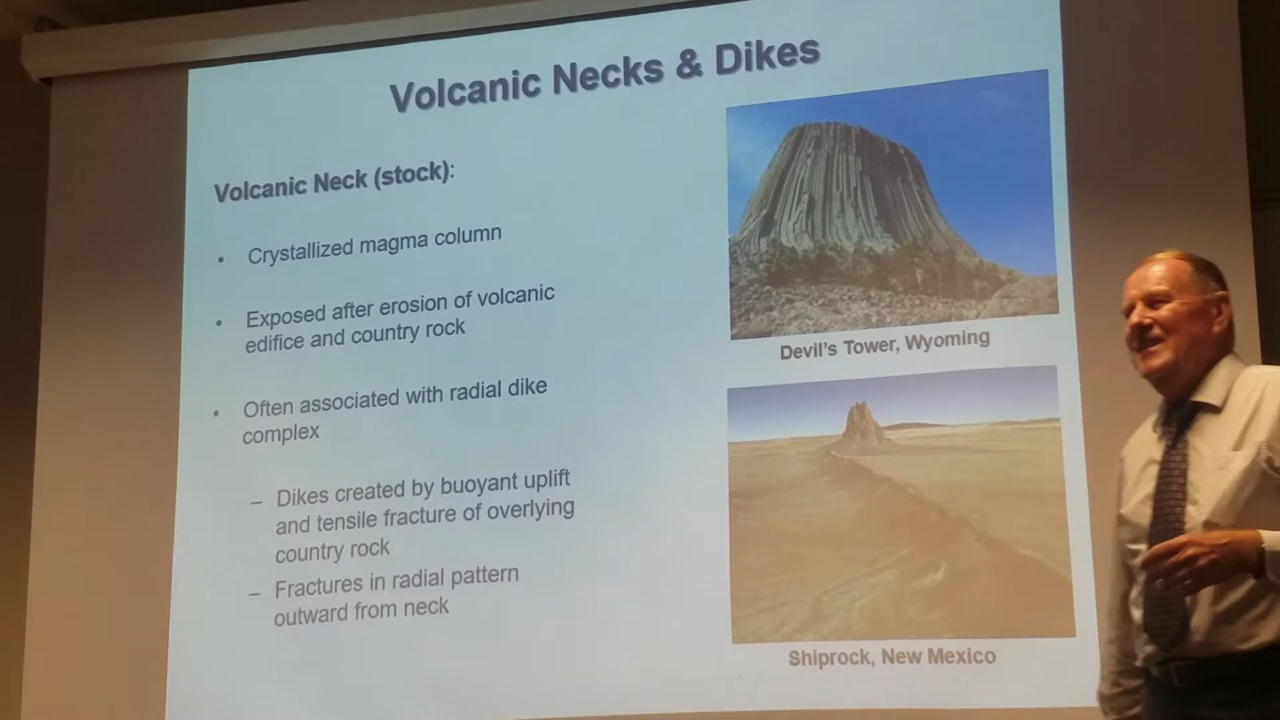 Volcanic Necks & Dikes
Volcanic Neck (stock):
• Crystallized magma column
• Exposed after erosion of volcanic
edifice and country rock
• Often associated with radial dike
complex
– Dikes created by buoyant uplift
and tensile fracture of overlying
country rock
– Fractures in radial pattern
outward from neck
Devil's Tower, Wyoming
Shiprock, New Mexico